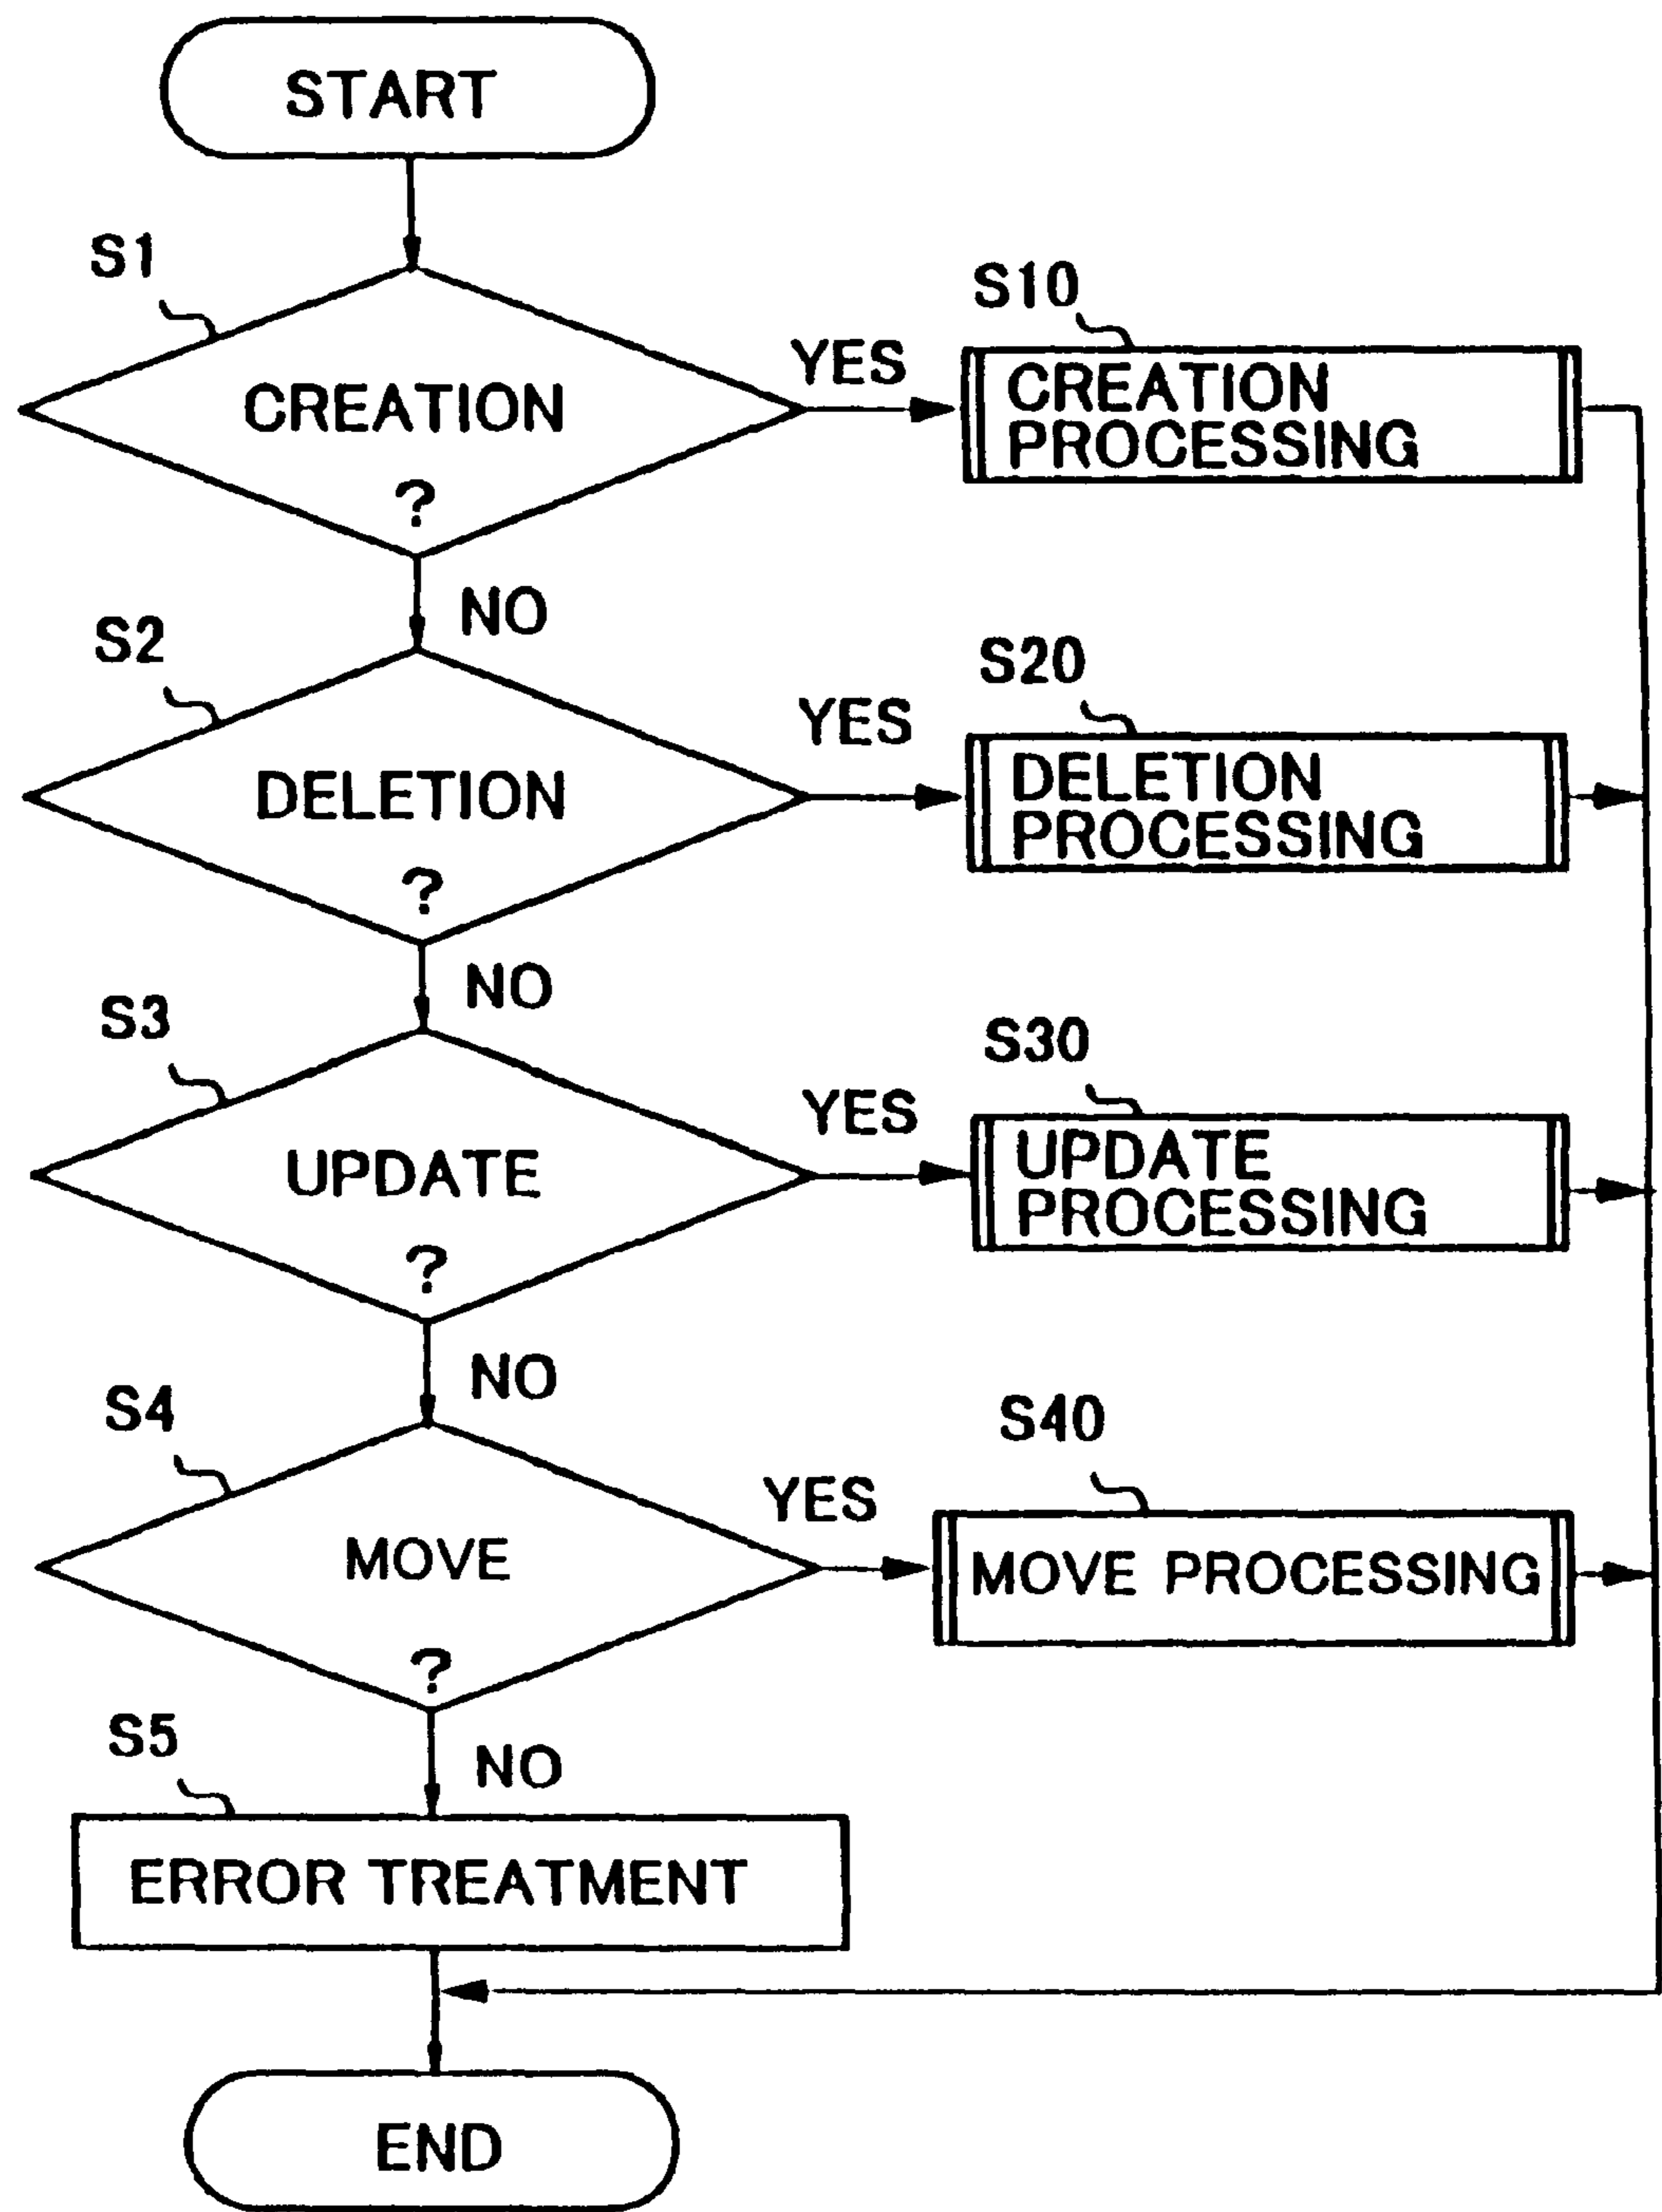 START
S1
CREATION
?
YES
S10
CREATION
PROCESSING
NO
S2
DELETION
?
YES
S20
DELETION
PROCESSING
NO
S3
UPDATE
?
YES
S30
UPDATE
PROCESSING
NO
S4
MOVE
?
YES
S40
MOVE PROCESSING
NO
S5
ERROR TREATMENT
END